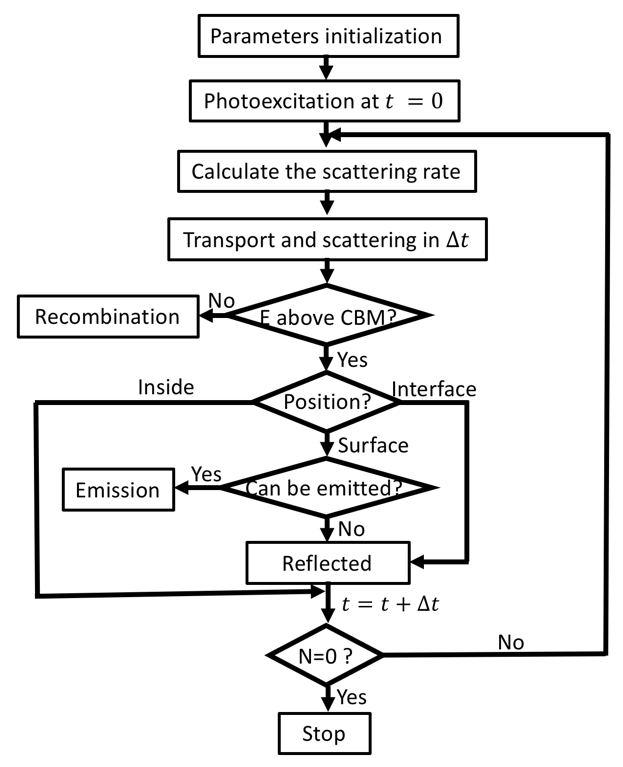 Parameters initialization
Photoexcitation at t = 0
Calculate the scattering rate
Transport and scattering in Δt
No
Recombination
E above CBM?
Yes
Inside
Position?
Interface
Surface
Yes
Emission
Can be emitted?
No
Reflected
t = t + Δt
N=0 ?
No
Yes
Stop